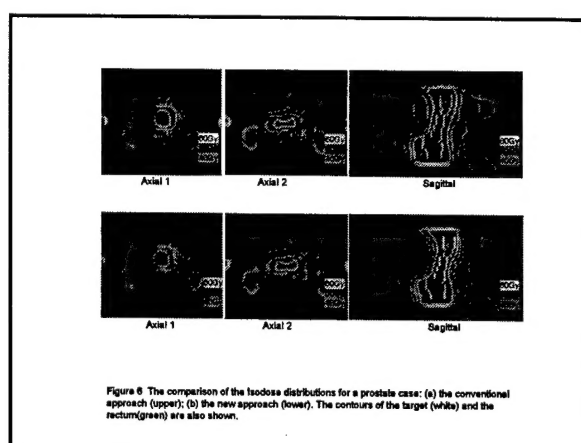 Axial 1 Axial 2 Sagittal
Axial 1 Axial 2 Sagittal
Figure 6 The comparison of the isodose distributions for a prostate case: (a) the conventional
approach (upper); (b) the new approach (lower). The contours of the target (white) and the
rectum(green) are also shown.